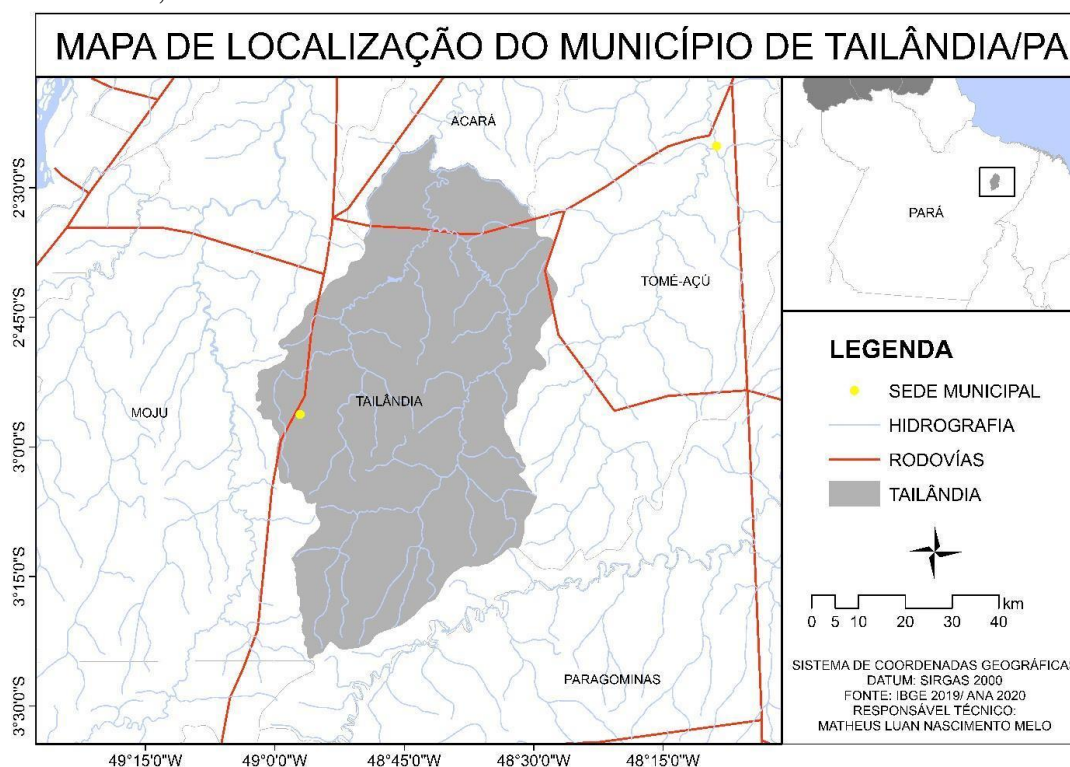 MAPA DE LOCALIZAÇÃO DO MUNICÍPIO DE TAILÂNDIA/PA
ACARÁ
TOMÉ-AÇÚ
TAILÂNDIA
MOJU
PARAGOMINAS
2°30'0"S
2°45'0"S
3°0'0"S
3°15'0"S
3°30'0"S
49°15'0"W
49°0'0"W
48°45'0"W
48°30'0"W
48°15'0"W
PARÁ
LEGENDA
SEDE MUNICIPAL
HIDROGRAFIA
RODOVÍAS
TAILÂNDIA
km
0 5 10 20 30 40
SISTEMA DE COORDENADAS GEOGRÁFICAS
DATUM: SIRGAS 2000
FONTE: IBGE 2019/ ANA 2020
RESPONSÁVEL TÉCNICO:
MATHEUS LUAN NASCIMENTO MELO